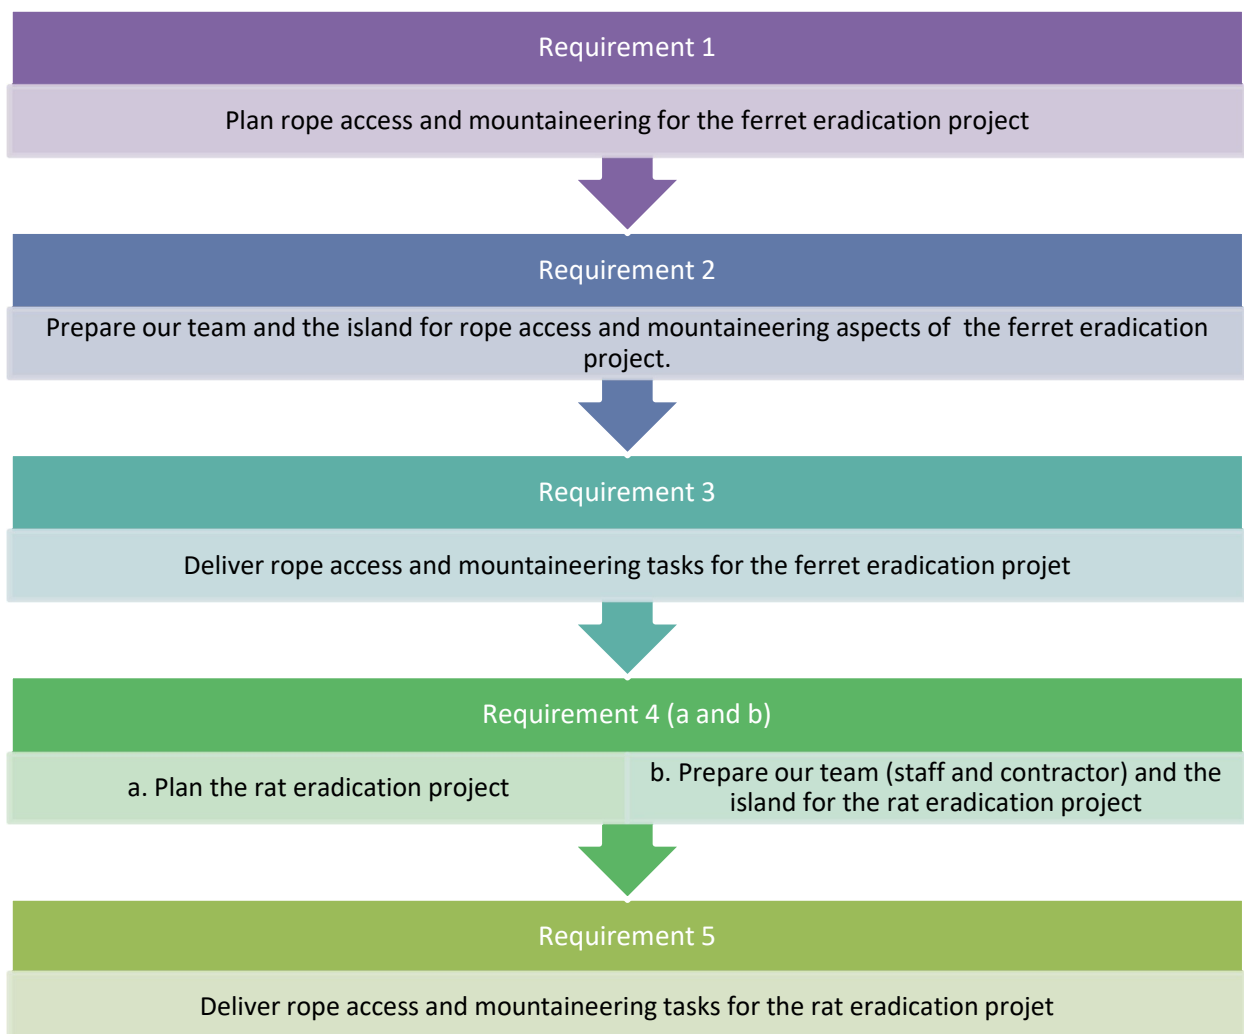 Requirement 1
Plan rope access and mountaineering for the ferret eradication project
Requirement 2
Prepare our team and the island for rope access and mountaineering aspects of  the ferret eradication
project.
Requirement 3
Deliver rope access and mountaineering tasks for the ferret eradication projet
Requirement 4 (a and b)
a. Plan the rat eradication project
b. Prepare our team (staff and contractor) and the
island for the rat eradication project
Requirement 5
Deliver rope access and mountaineering tasks for the rat eradication projet